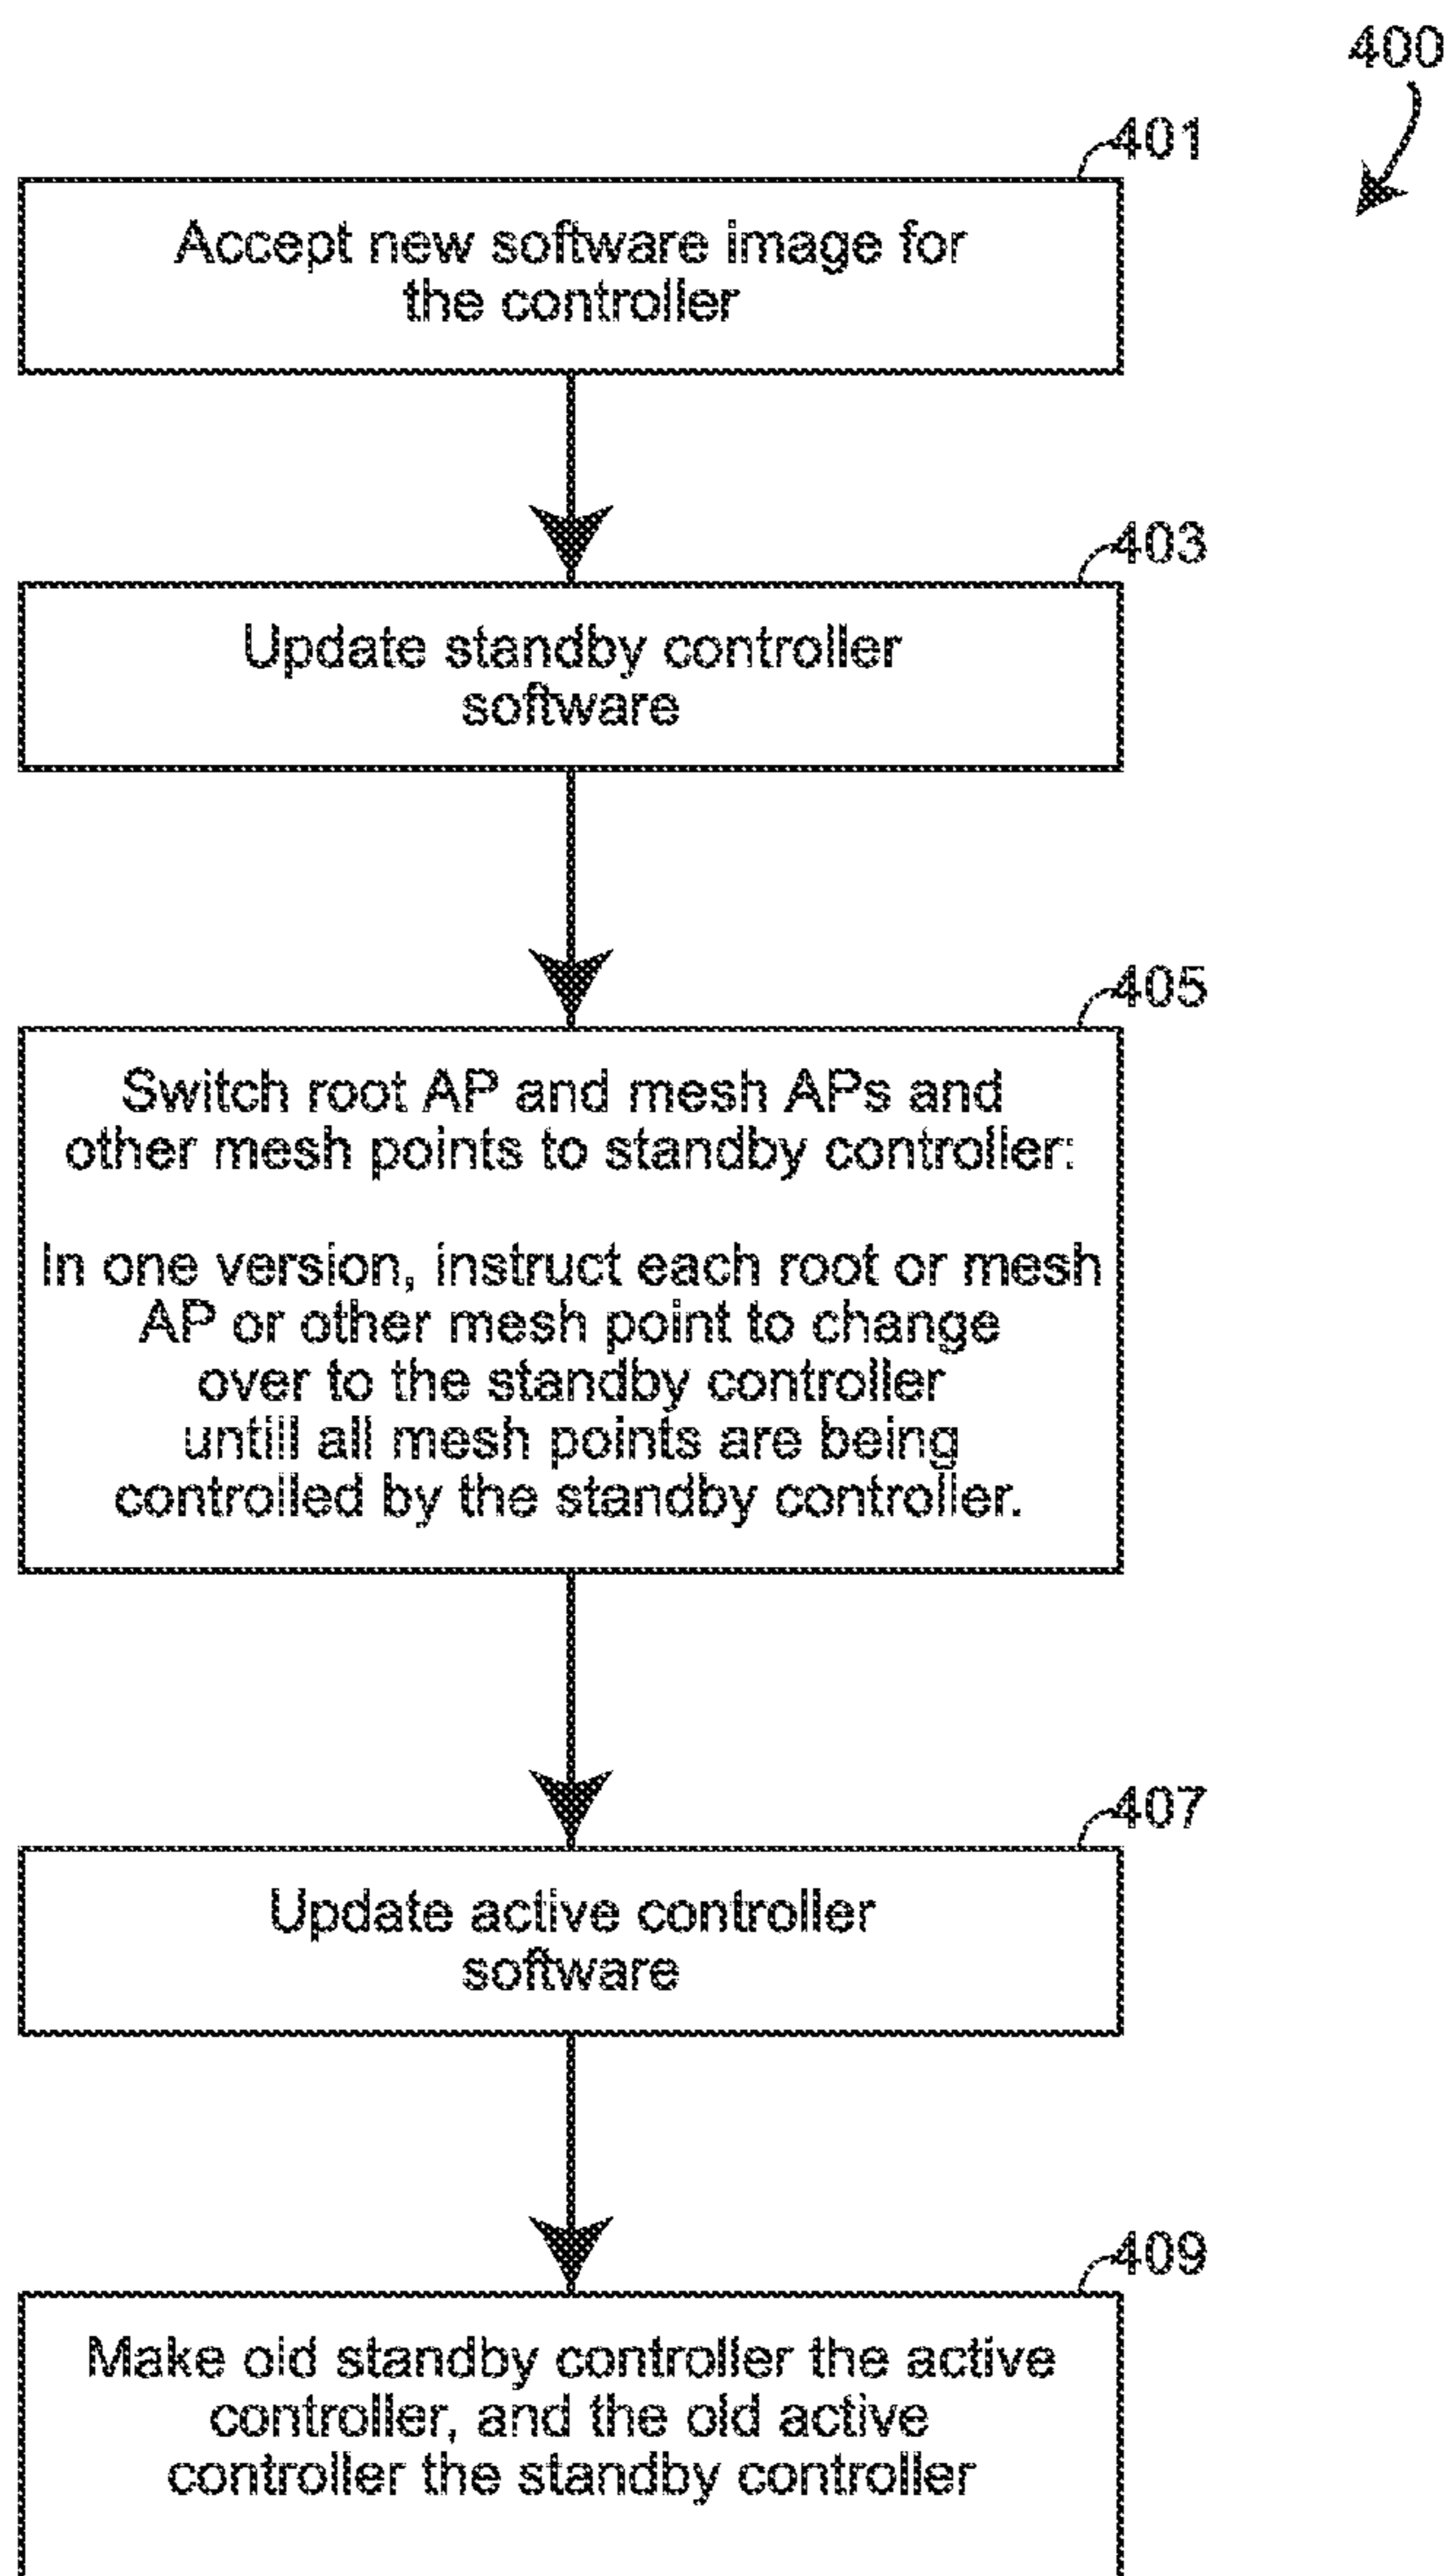 400
401
Accept new software image for
the controller
403
Update standby controller
software
405
Switch root AP and mesh APs and
other mesh points to standby controller:
In one version, instruct each root or mesh
AP or other mesh point to change
over to the standby controller
untill all mesh points are being
controlled by the standby controller.
407
Update active controller
software
409
Make old standby controller the active
controller, and the old active
controller the standby controller